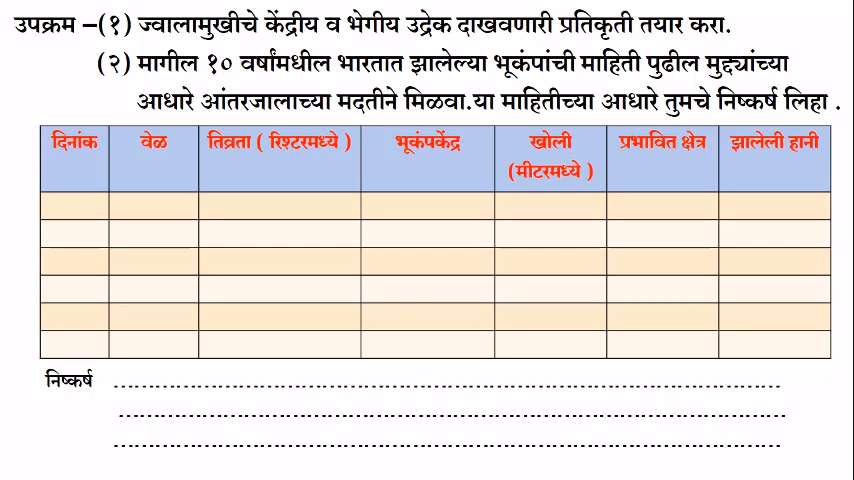 उपक्रम –(१) ज्वालामुखीचे केंद्रीय व भेगीय उद्रेक दाखवणारी प्रतिकृती तयार करा.
(२) मागील १० वर्षांमधील भारतात झालेल्या भूकंपांची माहिती पुढील मुद्द्यांच्या
आधारे आंतरजालाच्या मदतीने मिळवा.या माहितीच्या आधारे तुमचे निष्कर्ष लिहा .
दिनांक वेळ तिव्रता ( रिश्टरमध्ये ) भूकंपकेंद्र खोली प्रभावित क्षेत्र झालेली हानी
(मीटरमध्ये )
निष्कर्ष